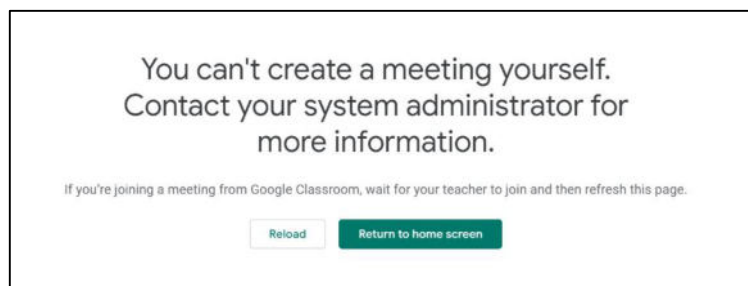 You can't create a meeting yourself.
Contact your system administrator for
more information.
If you're joining a meeting from Google Classroom, wait for your teacher to join and then refresh this page.
Reload
Return to home screen